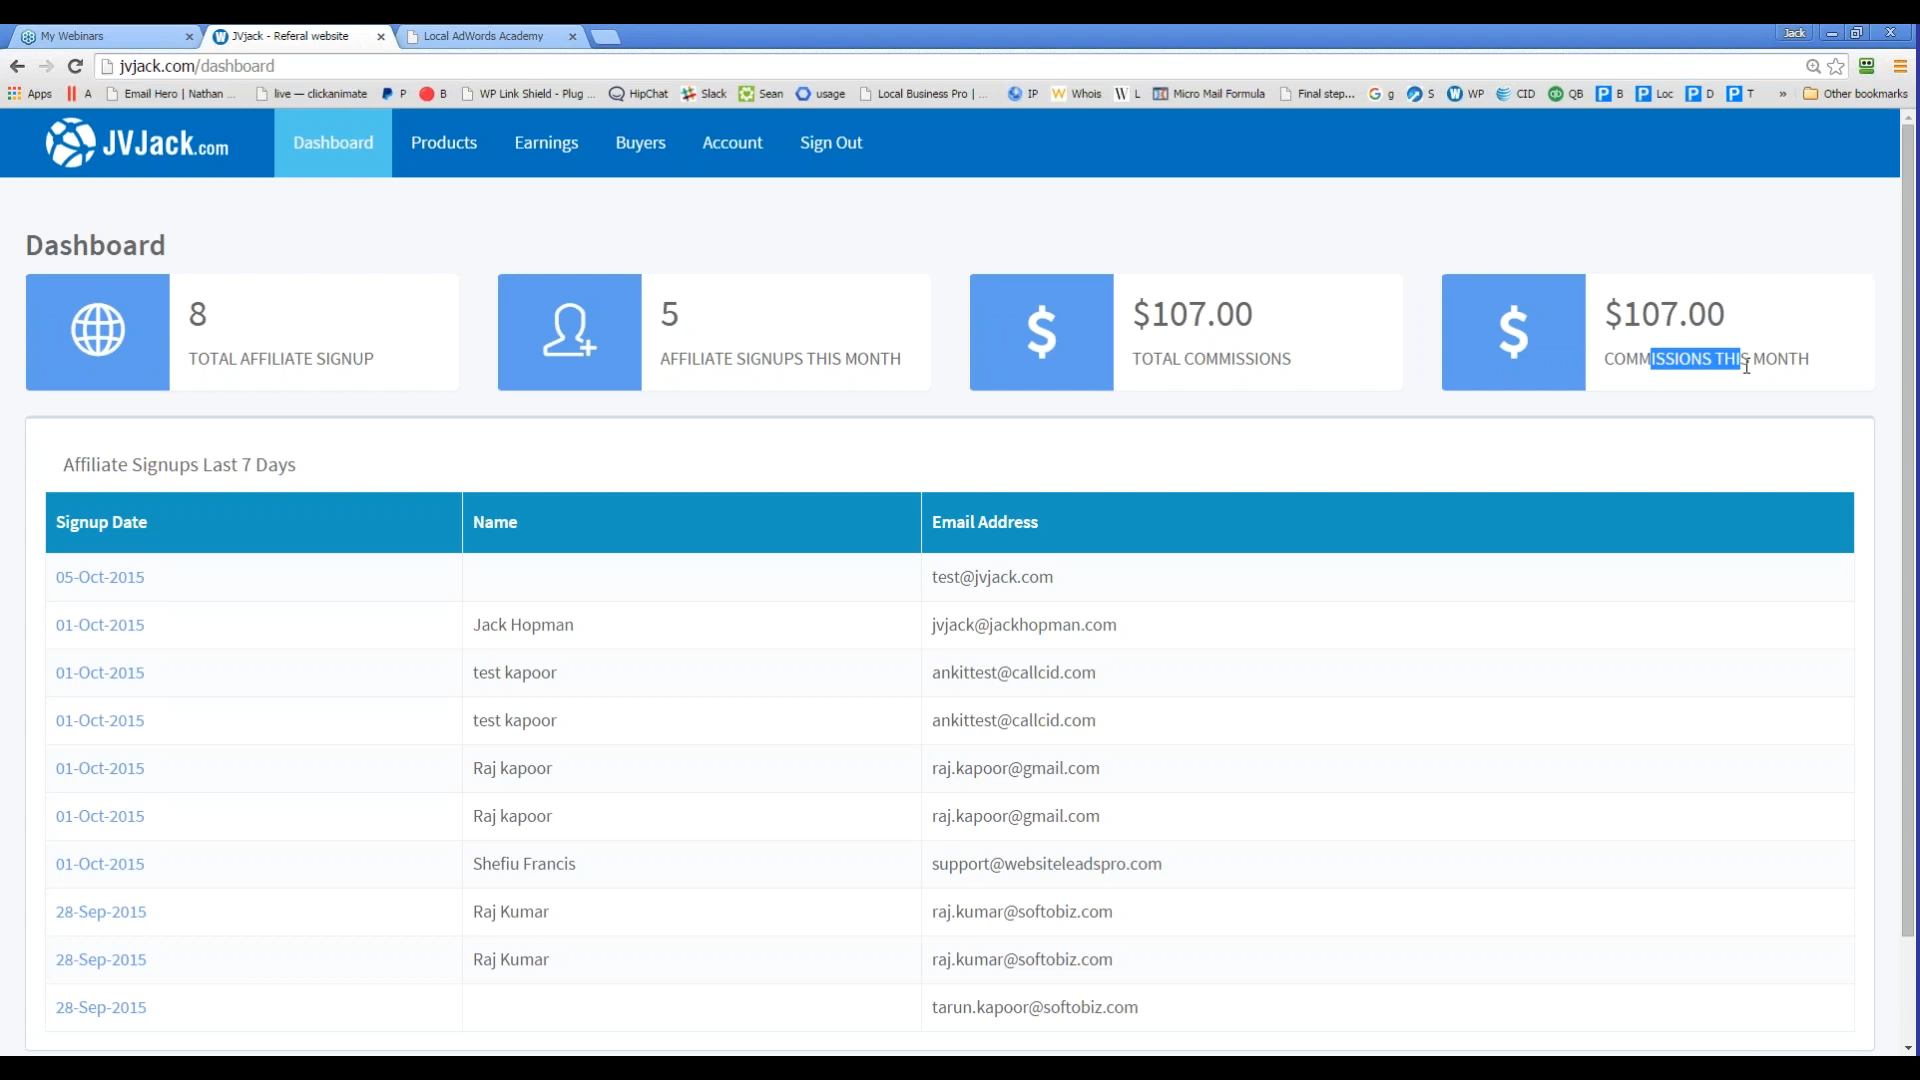 My Webinars
JVjack - Referal website
Local AdWords Academy
Jack
jvjack.com/dashboard
Apps
A
Email Hero | Nathan ...
live — clickanimate
P
B
WP Link Shield - Plug ...
HipChat
Slack
Sean
usage
Local Business Pro | ...
IP
Whois
L
Micro Mail Formula
Final step...
g
S
WP
CID
QB
B
Loc
D
T
»
Other bookmarks
JVJack.com
Dashboard
Products
Earnings
Buyers
Account
Sign Out
Dashboard
8
TOTAL AFFILIATE SIGNUP
5
AFFILIATE SIGNUPS THIS MONTH
$107.00
TOTAL COMMISSIONS
$107.00
COMMISSIONS THIS MONTH
Affiliate Signups Last 7 Days
Signup Date Name Email Address
05-Oct-2015 test@jvjack.com
01-Oct-2015 Jack Hopman jvjack@jackhopman.com
01-Oct-2015 test kapoor ankittest@callcid.com
01-Oct-2015 test kapoor ankittest@callcid.com
01-Oct-2015 Raj kapoor raj.kapoor@gmail.com
01-Oct-2015 Raj kapoor raj.kapoor@gmail.com
01-Oct-2015 Shefiu Francis support@websiteleadspro.com
28-Sep-2015 Raj Kumar raj.kumar@softobiz.com
28-Sep-2015 Raj Kumar raj.kumar@softobiz.com
28-Sep-2015 tarun.kapoor@softobiz.com